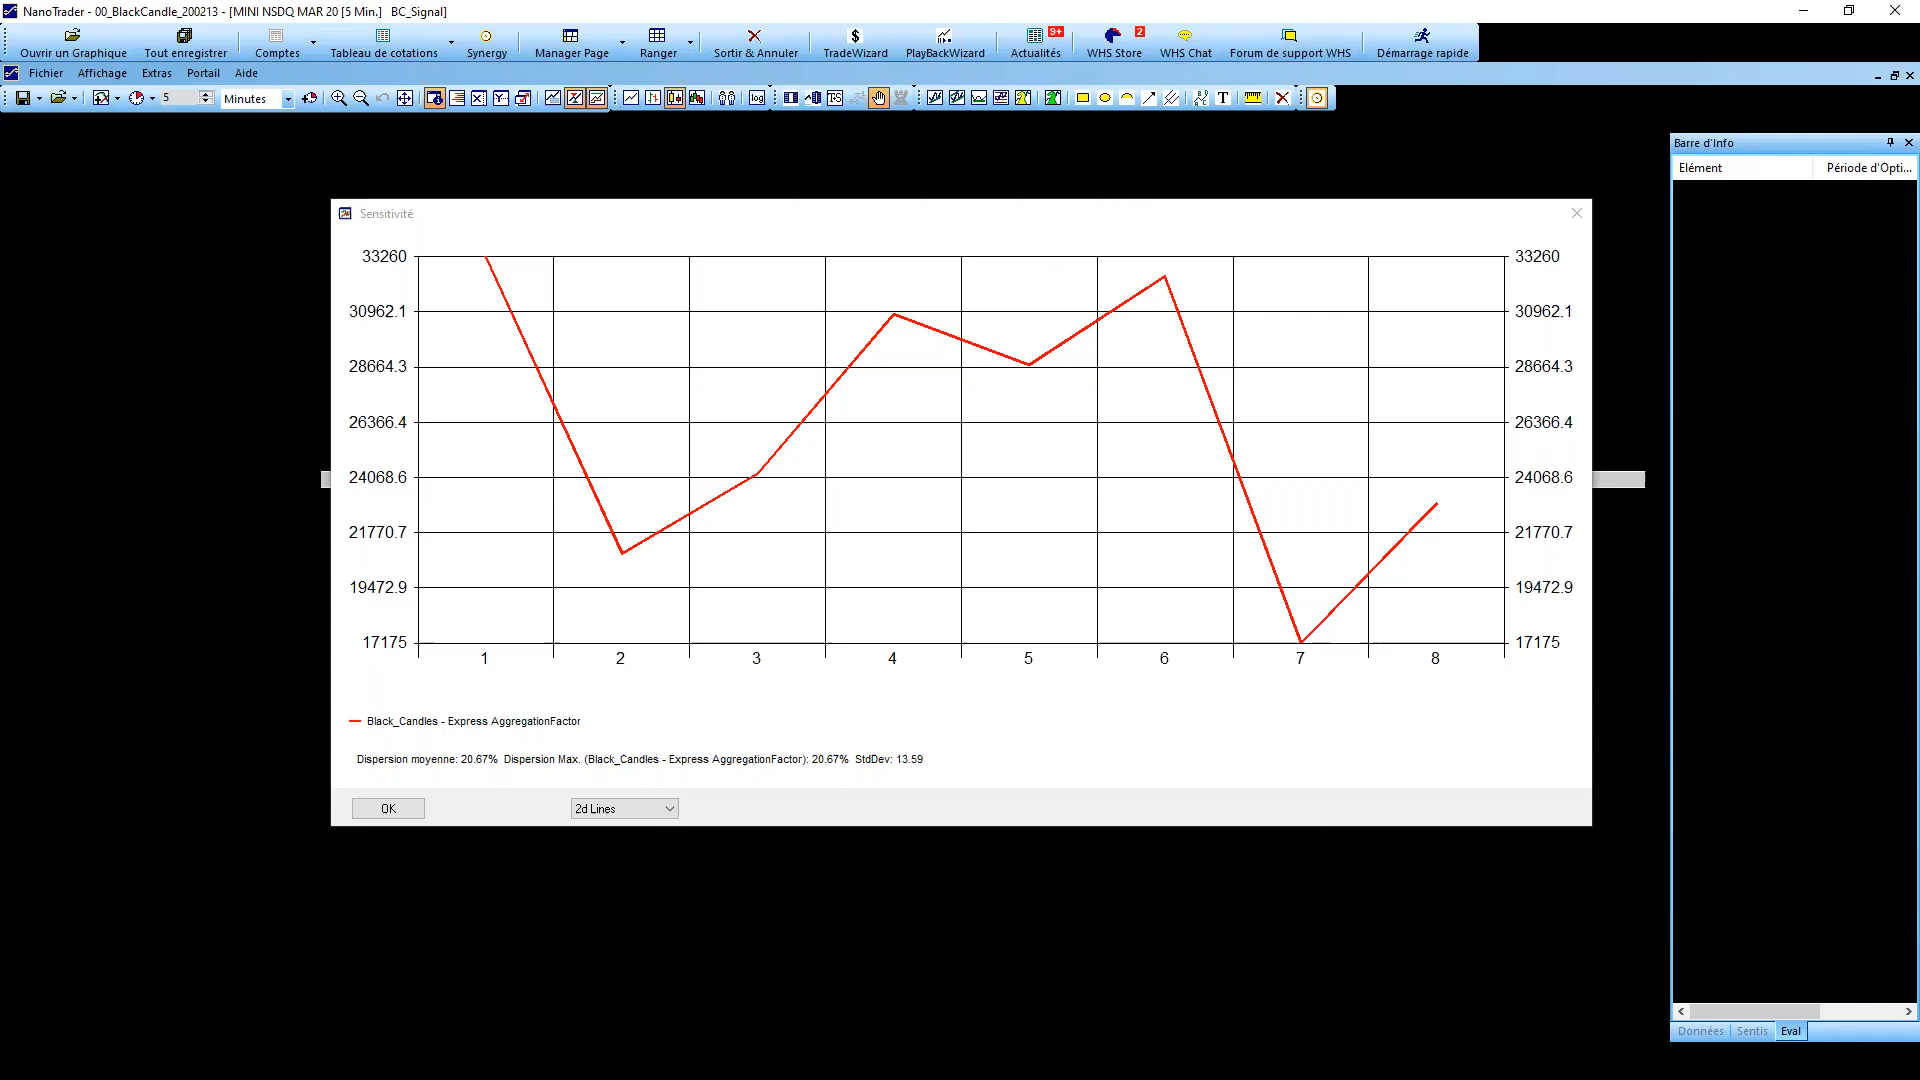 NanoTrader - 00_BlackCandle_200213 - [MINI NSDQ MAR 20 [5 Min.] BC_Signal]
Ouvrir un Graphique Tout enregistrer Comptes Tableau de cotations Synergy Manager Page Ranger Sortir & Annuler $ TradeWizard PlayBackWizard 9+ Actualités 2 WHS Store WHS Chat Forum de support WHS Démarrage rapide
Fichier Affichage Extras Portail Aide
5 Minutes log T
Barre d'Info
Elément Période d'Opti...
Sensitivité
33260 33260
30962.1 30962.1
28664.3 28664.3
26366.4 26366.4
24068.6 24068.6
21770.7 21770.7
19472.9 19472.9
17175 17175
1 2 3 4 5 6 7 8
Black_Candles - Express AggregationFactor
Dispersion moyenne: 20.67% Dispersion Max. (Black_Candles - Express AggregationFactor): 20.67% StdDev: 13.59
OK 2d Lines
Données Sentis Eval